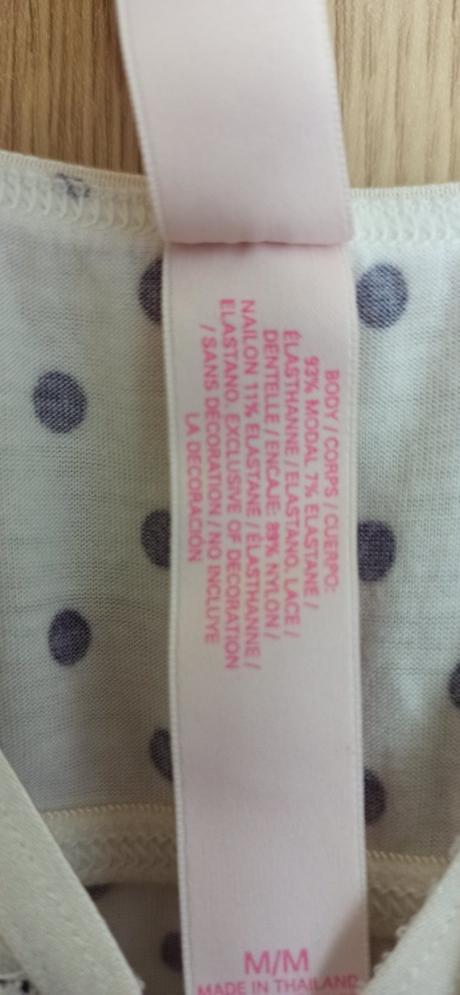 BODY / CORPS / CUERPO:
93% MODAL 7% ELASTANE /
ÉLASTHANNE / ELASTANO. LACE /
DENTELLE / ENCAJE: 89% NYLON /
NAILON 11% ELASTANE / ÉLASTHANNE /
ELASTANO. EXCLUSIVE OF DECORATION
/ SANS DÉCORATION / NO INCLUYE
LA DECORACIÓN
M/M
MADE IN THAILAND